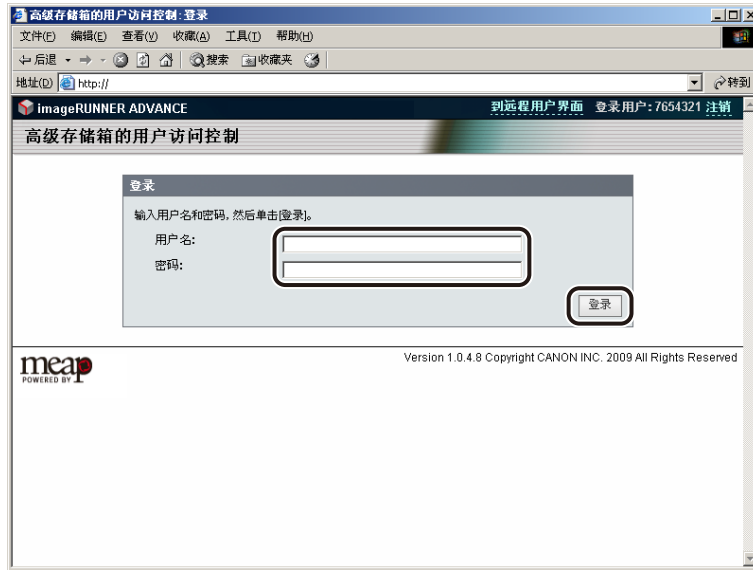 高级存储箱的用户访问控制:登录
文件(F) 编辑(E) 查看(V) 收藏(A) 工具(T) 帮助(H)
后退 搜索 收藏夹
地址(D) http:// 转到
imageRUNNER ADVANCE 到远程用户界面 登录用户:7654321 注销
高级存储箱的用户访问控制
登录
输入用户名和密码,然后单击[登录]。
用户名:
密码:
登录
meap
POWERED BY
Version 1.0.4.8 Copyright CANON INC. 2009 All Rights Reserved